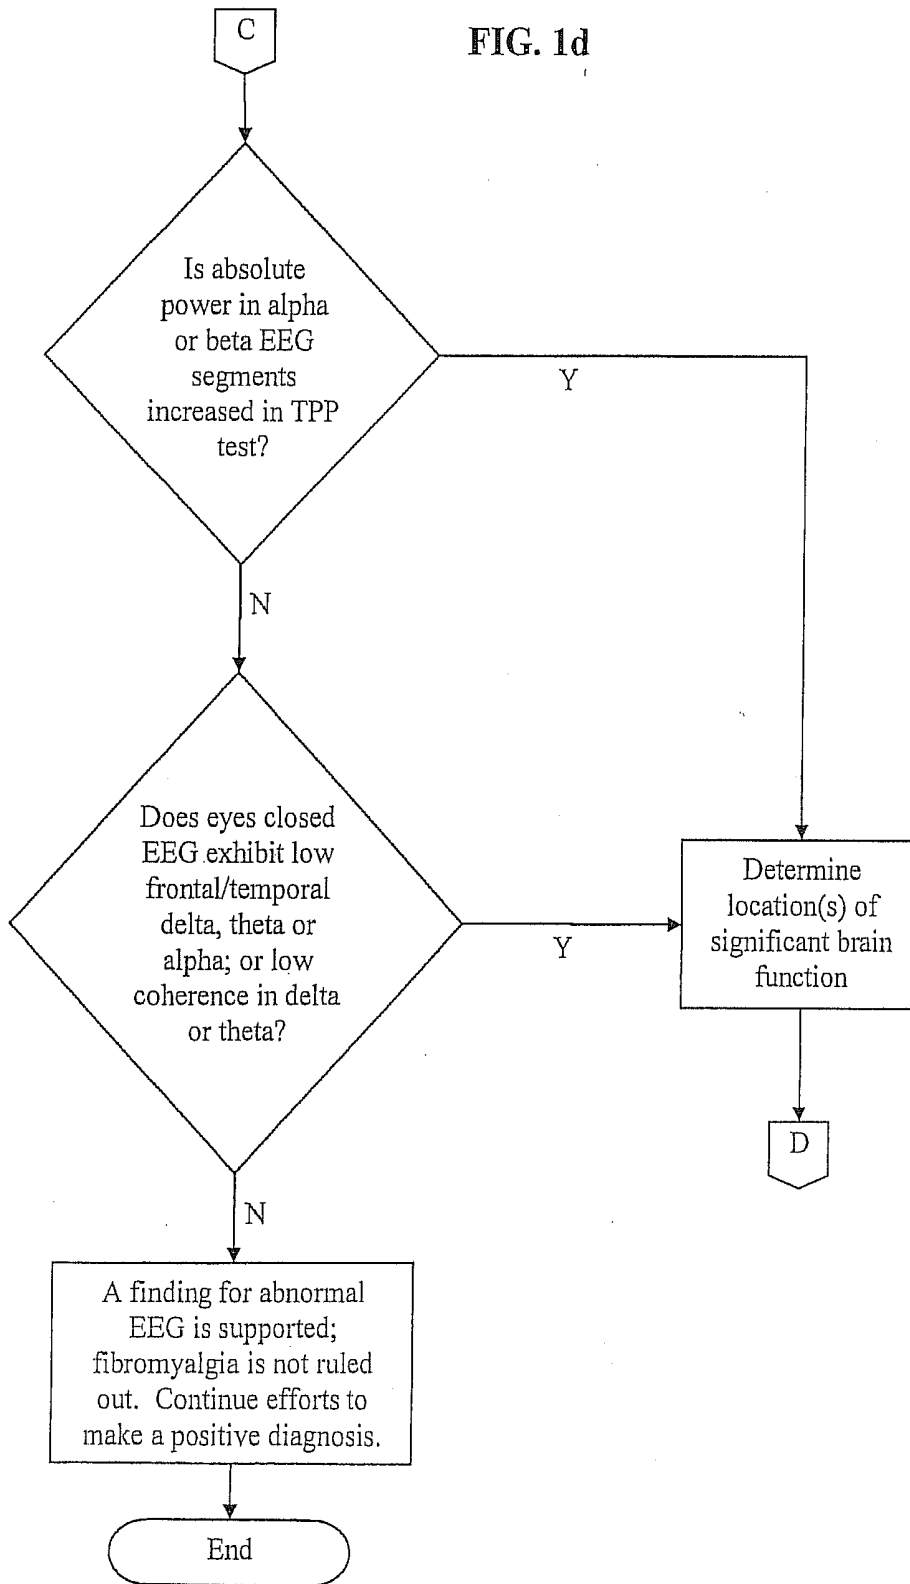 C
FIG. 1d
Is absolute
power in alpha
or beta EEG
segments
increased in TPP
test?
Y
N
Does eyes closed
EEG exhibit low
frontal/temporal
delta, theta or
alpha; or low
coherence in delta
or theta?
Y
Determine
location(s) of
significant brain
function
D
N
A finding for abnormal
EEG is supported;
fibromyalgia is not ruled
out. Continue efforts to
make a positive diagnosis.
End